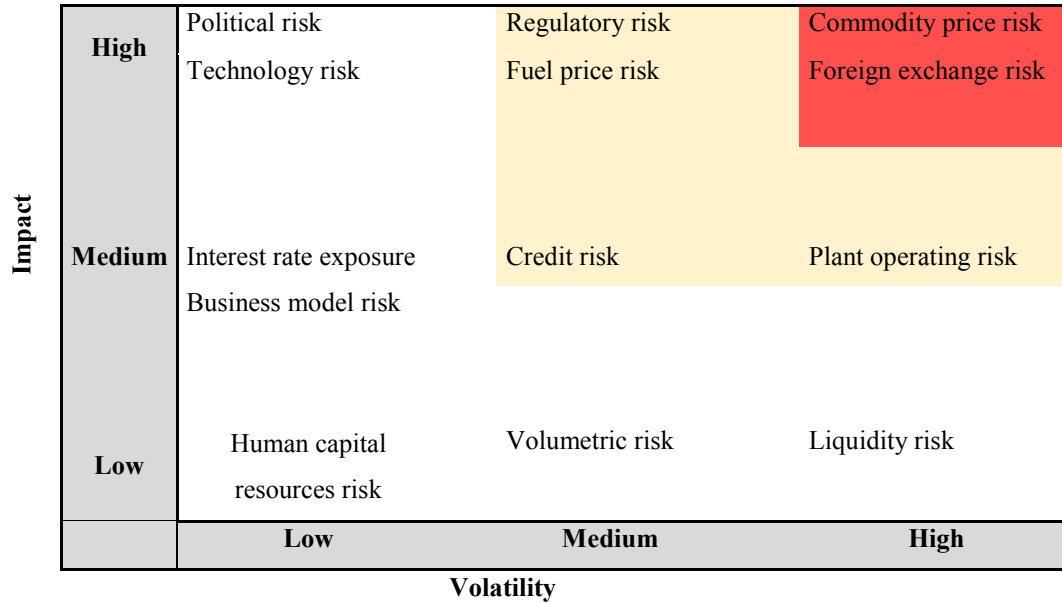 Impact
High
Political risk
Technology risk
Regulatory risk
Fuel price risk
Commodity price risk
Foreign exchange risk
Medium
Interest rate exposure
Business model risk
Credit risk
Plant operating risk
Low
Human capital
resources risk
Volumetric risk
Liquidity risk
Low
Medium
High
Volatility